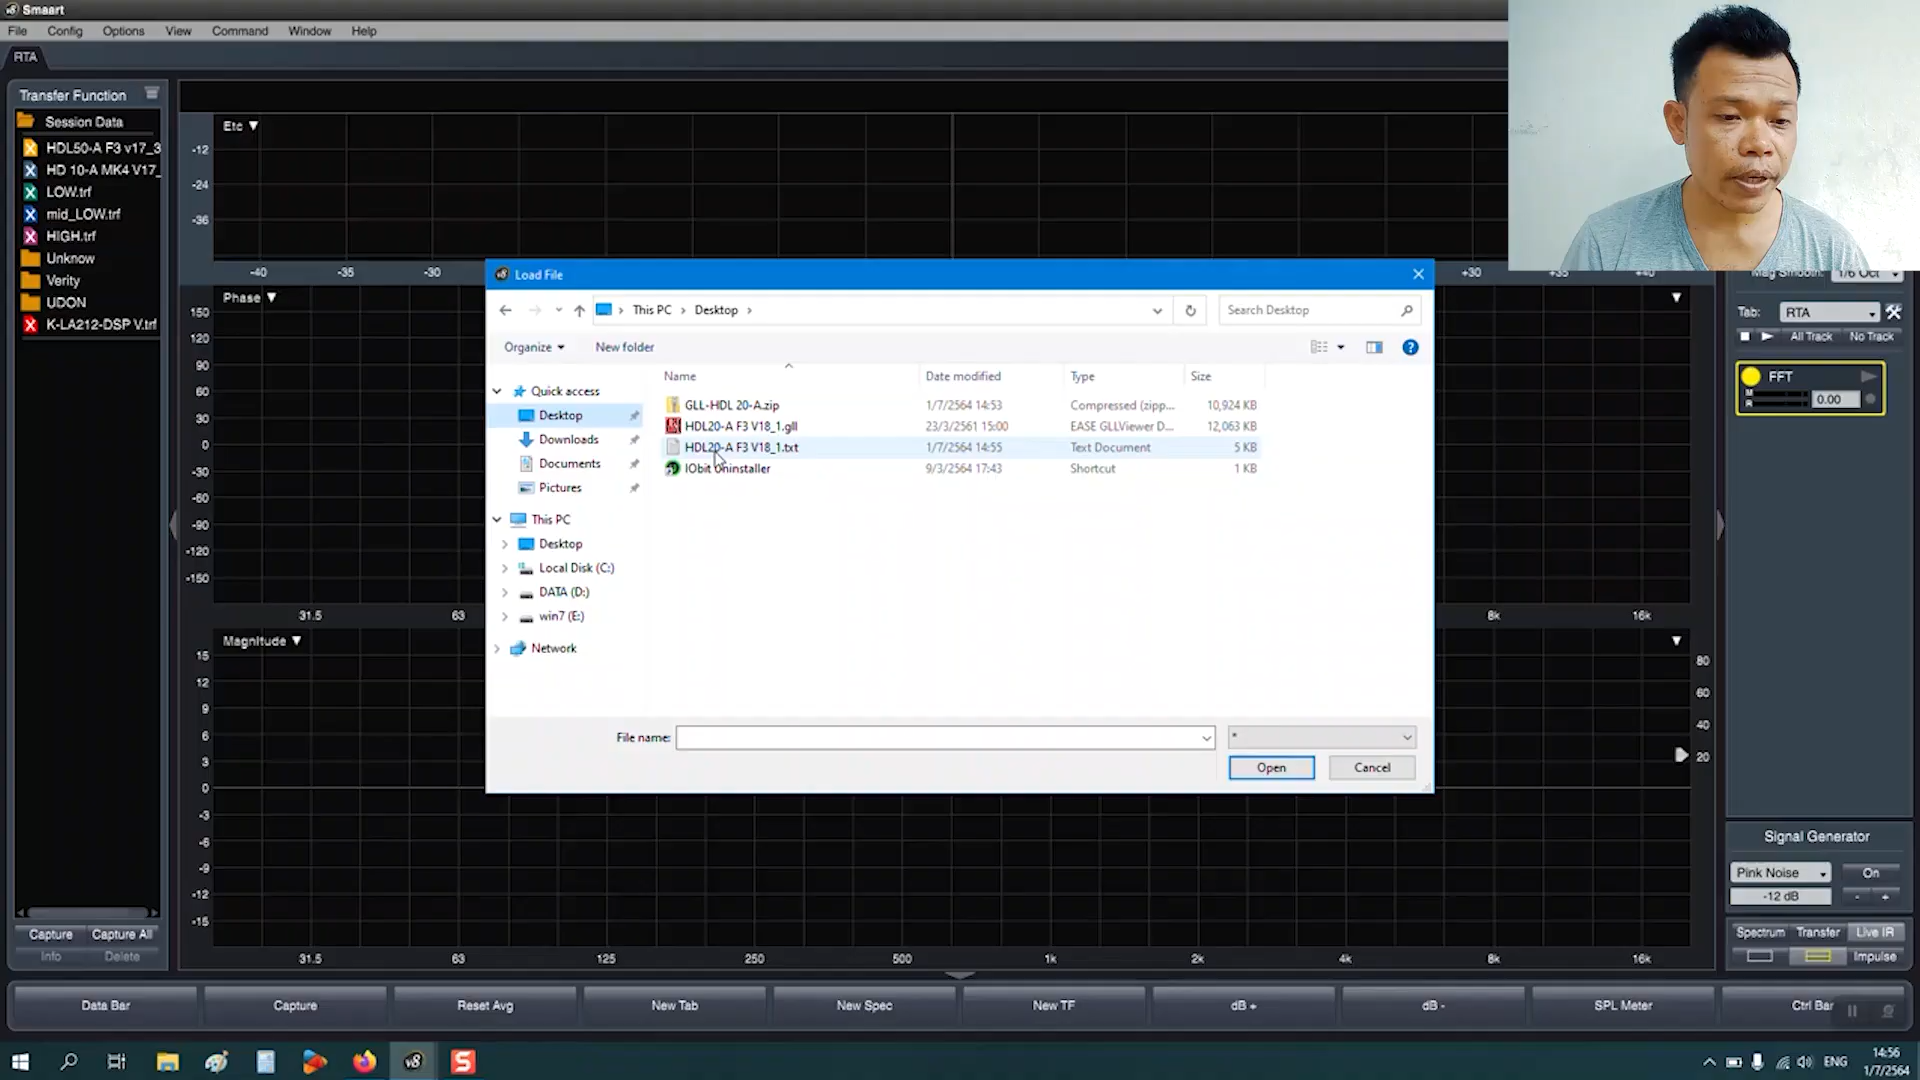 Smaart
File Config Options View Command Window Help
RTA
Transfer Function
Session Data
HDL50-A F3 v17_3
HD 10-A MK4 V17_
LOW.trf
mid_LOW.trf
HIGH.trf
Unknow
Verity
UDON
K-LA212-DSP V.trf
Capture Capture All
Info Delete
Etc
-12
-24
-36
-40 -35 -30 +30 +35 +40
Phase
150
120
90
60
30
0
-30
-60
-90
-120
-150
31.5 63 8k 16k
Magnitude
15
12
9
6
3
0
-3
-6
-9
-12
-15
80
60
40
20
31.5 63 125 250 500 1k 2k 4k 8k 16k
Load File
This PC > Desktop >
Search Desktop
Organize New folder
Name Date modified Type Size
GLL-HDL 20-A.zip 1/7/2564 14:53 Compressed (zipp... 10,924 KB
HDL20-A F3 V18_1.gll 23/3/2561 15:00 EASE GLLViewer D... 12,063 KB
HDL20-A F3 V18_1.txt 1/7/2564 14:55 Text Document 5 KB
IObit Uninstaller 9/3/2564 17:43 Shortcut 1 KB
Quick access
Desktop
Downloads
Documents
Pictures
This PC
Desktop
Local Disk (C:)
DATA (D:)
win7 (E:)
Network
File name:
*
Open Cancel
Mag Smooth: 1/6 Oct
Tab: RTA
All Track No Track
FFT
M
R
0.00
Signal Generator
Pink Noise On
-12 dB - +
Spectrum Transfer Live IR
Impulse
Data Bar Capture Reset Avg New Tab New Spec New TF dB + dB - SPL Meter Ctrl Bar
v8
S
ENG
14:56
1/7/2564